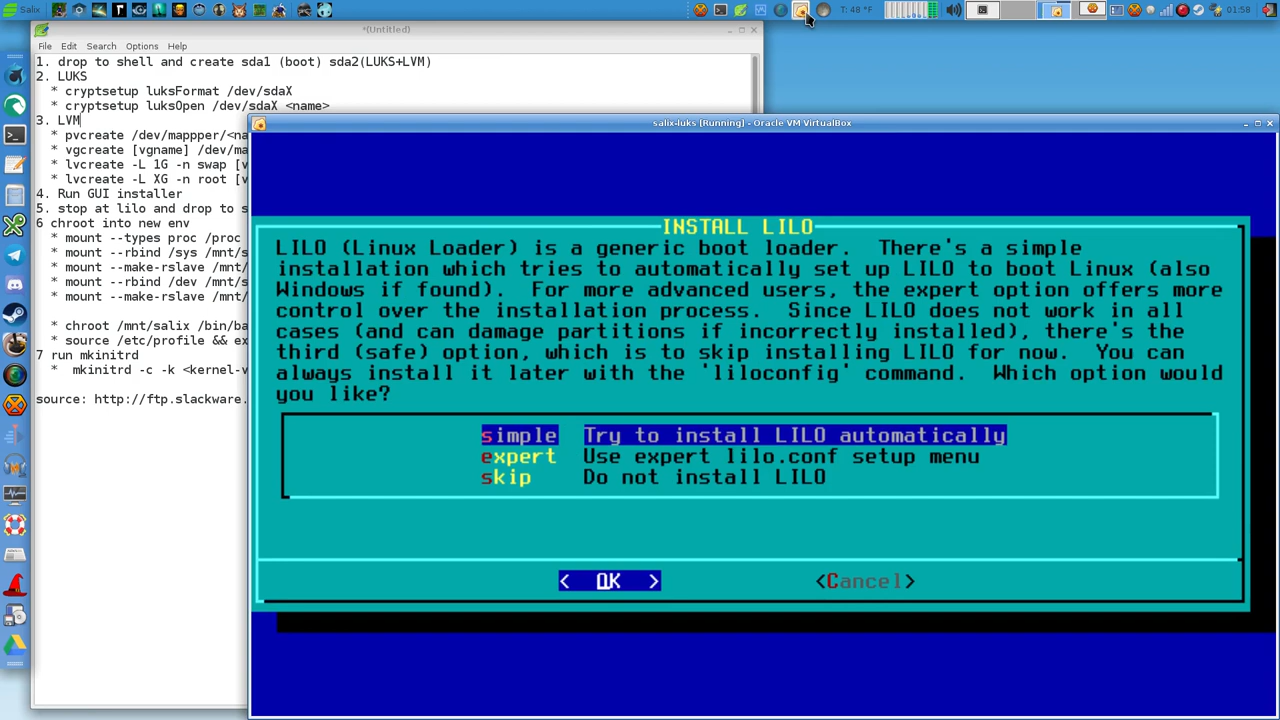 Salix
T: 48 °F
01:58
*(Untitled)
File Edit Search Options Help
1. drop to shell and create sda1 (boot) sda2(LUKS+LVM)
2. LUKS
* cryptsetup luksFormat /dev/sdaX
* cryptsetup luksOpen /dev/sdaX <name>
3. LVM
* pvcreate /dev/mappper/<na
* vgcreate [vgname] /dev/ma
* lvcreate -L 1G -n swap [v
* lvcreate -L XG -n root [v
4. Run GUI installer
5. stop at lilo and drop to s
6 chroot into new env
* mount --types proc /proc
* mount --rbind /sys /mnt/s
* mount --make-rslave /mnt/
* mount --rbind /dev /mnt/s
* mount --make-rslave /mnt/
* chroot /mnt/salix /bin/ba
* source /etc/profile && ex
7 run mkinitrd
* mkinitrd -c -k <kernel-v
source: http://ftp.slackware.
salix-luks [Running] - Oracle VM VirtualBox
INSTALL LILO
LILO (Linux Loader) is a generic boot loader. There's a simple
installation which tries to automatically set up LILO to boot Linux (also
Windows if found). For more advanced users, the expert option offers more
control over the installation process. Since LILO does not work in all
cases (and can damage partitions if incorrectly installed), there's the
third (safe) option, which is to skip installing LILO for now. You can
always install it later with the 'liloconfig' command. Which option would
you like?
simple Try to install LILO automatically
expert Use expert lilo.conf setup menu
skip Do not install LILO
< OK > <Cancel>